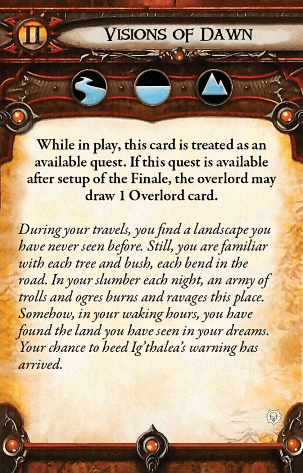 II
VISIONS OF DAWN
While in play, this card is treated as an
available quest. If this quest is available
after setup of the Finale, the overlord may
draw 1 Overlord card.
During your travels, you find a landscape you
have never seen before. Still, you are familiar
with each tree and bush, each bend in the
road. In your slumber each night, an army of
trolls and ogres burns and ravages this place.
Somehow, in your waking hours, you have
found the land you have seen in your dreams.
Your chance to heed Ig'thalea's warning has
arrived.